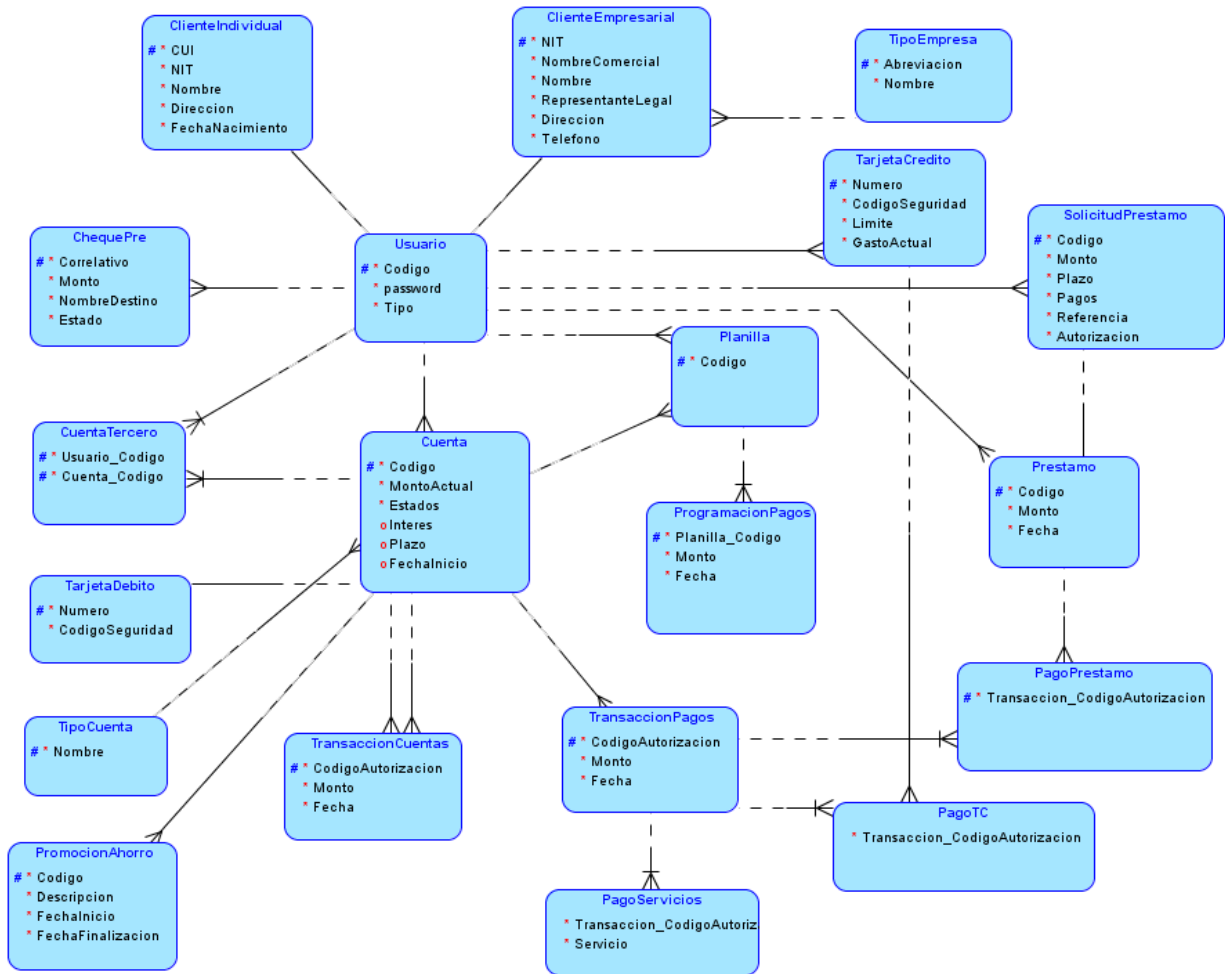 ClienteIndividual
# * CUI
* NIT
* Nombre
* Direccion
* FechaNacimiento
ClienteEmpresarial
# * NIT
* NombreComercial
* Nombre
* RepresentanteLegal
* Direccion
* Telefono
TipoEmpresa
# * Abreviacion
* Nombre
TarjetaCredito
# * Numero
* CodigoSeguridad
* Limite
* GastoActual
SolicitudPrestamo
# * Codigo
* Monto
* Plazo
* Pagos
* Referencia
* Autorizacion
ChequePre
# * Correlativo
* Monto
* NombreDestino
* Estado
Usuario
# * Codigo
* password
* Tipo
Planilla
# * Codigo
CuentaTercero
# * Usuario_Codigo
# * Cuenta_Codigo
Cuenta
# * Codigo
* MontoActual
* Estados
o Interes
o Plazo
o FechaInicio
Prestamo
# * Codigo
* Monto
* Fecha
ProgramacionPagos
# * Planilla_Codigo
* Monto
* Fecha
TarjetaDebito
# * Numero
* CodigoSeguridad
PagoPrestamo
# * Transaccion_CodigoAutorizacion
TipoCuenta
# * Nombre
TransaccionCuentas
# * CodigoAutorizacion
* Monto
* Fecha
TransaccionPagos
# * CodigoAutorizacion
* Monto
* Fecha
PagoTC
* Transaccion_CodigoAutorizacion
PromocionAhorro
# * Codigo
* Descripcion
* FechaInicio
* FechaFinalizacion
PagoServicios
* Transaccion_CodigoAutoriz
* Servicio